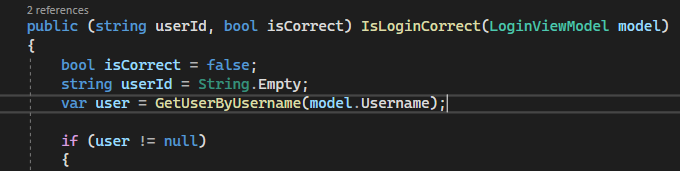 2 references
public (string userId, bool isCorrect) IsLoginCorrect(LoginViewModel model)
{
bool isCorrect = false;
string userId = String.Empty;
var user = GetUserByUsername(model.Username);
if (user != null)
{